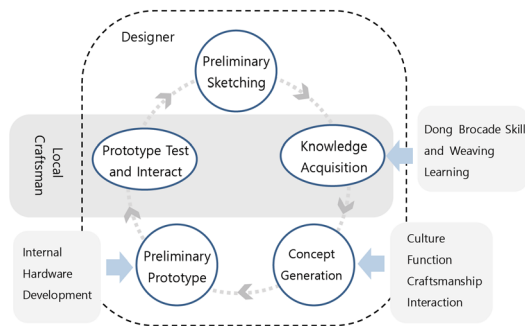 Designer
Preliminary
Sketching
Local
Craftsman
Prototype Test
and Interact
Knowledge
Acquisition
Dong Brocade Skill
and Weaving
Learning
Internal
Hardware
Development
Preliminary
Prototype
Concept
Generation
Culture
Function
Craftsmanship
Interaction